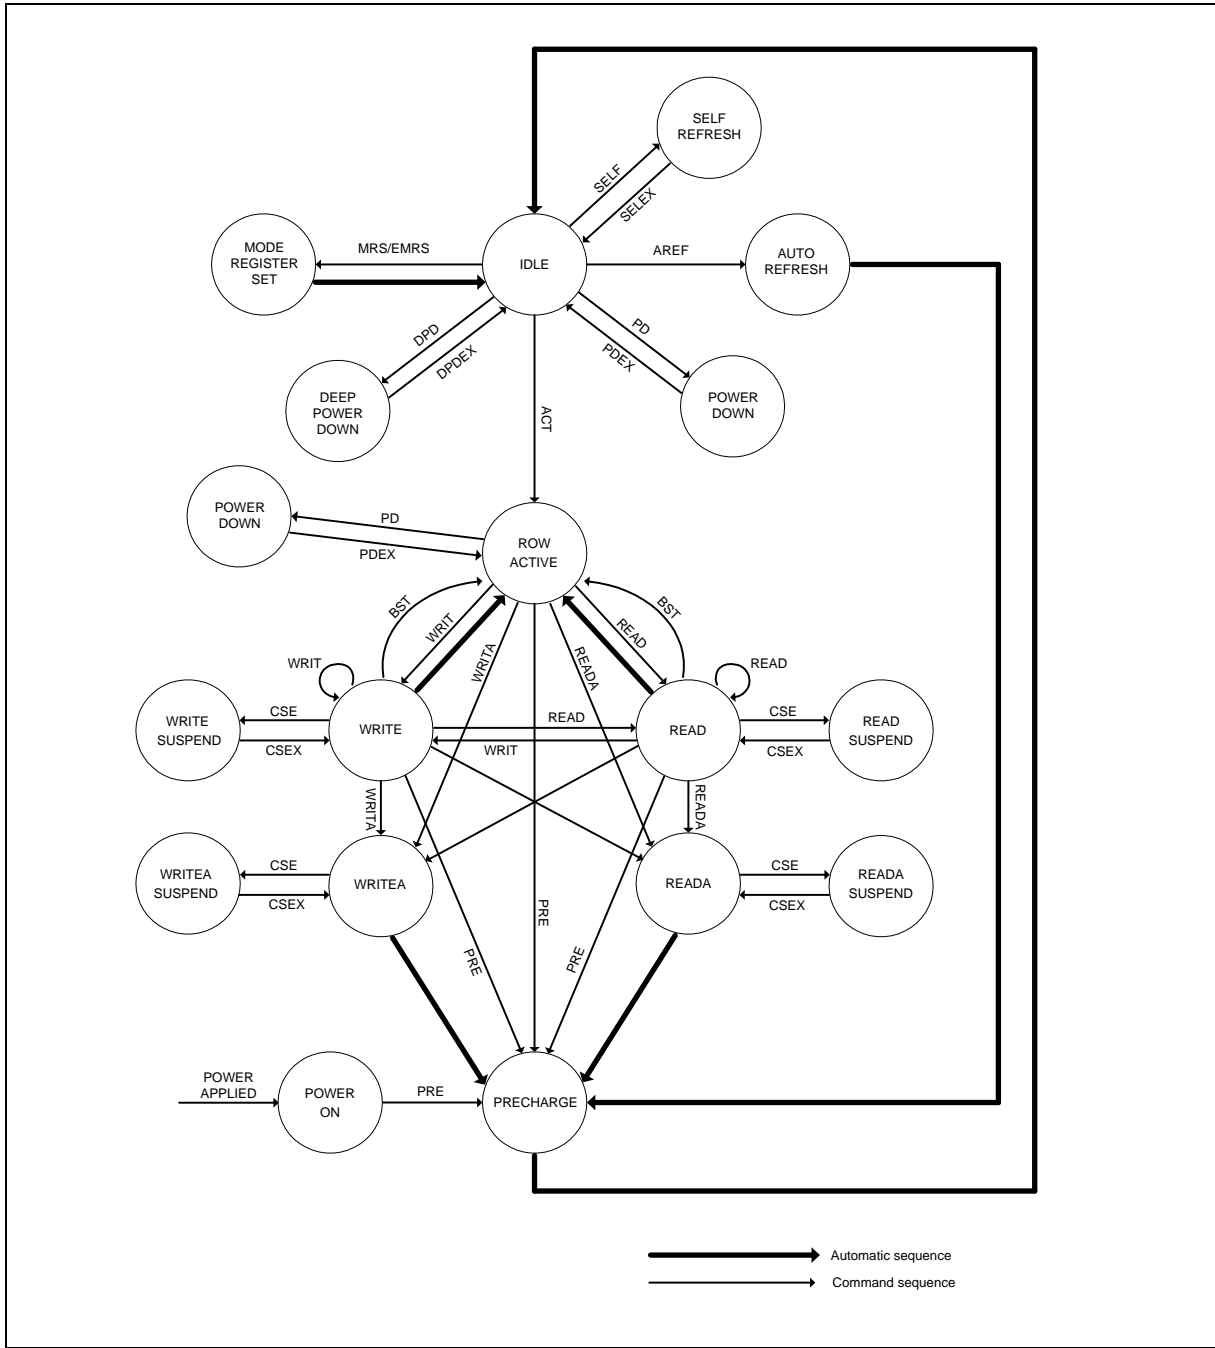 SELF
REFRESH
SELF
SELEX
MODE
REGISTER
SET
MRS/EMRS
IDLE
AREF
AUTO
REFRESH
DPD
DPDEX
PD
PDEX
DEEP
POWER
DOWN
POWER
DOWN
ACT
POWER
DOWN
PD
PDEX
ROW
ACTIVE
BST
WRIT
WRITA
READA
READ
BST
WRIT
READ
WRITE
SUSPEND
CSE
CSEX
WRITE
READ
WRIT
READ
CSE
CSEX
READ
SUSPEND
WRITA
READA
WRITEA
SUSPEND
CSE
CSEX
WRITEA
READA
CSE
CSEX
READA
SUSPEND
PRE
PRE
PRE
POWER
APPLIED
POWER
ON
PRE
PRECHARGE
Automatic sequence
Command sequence